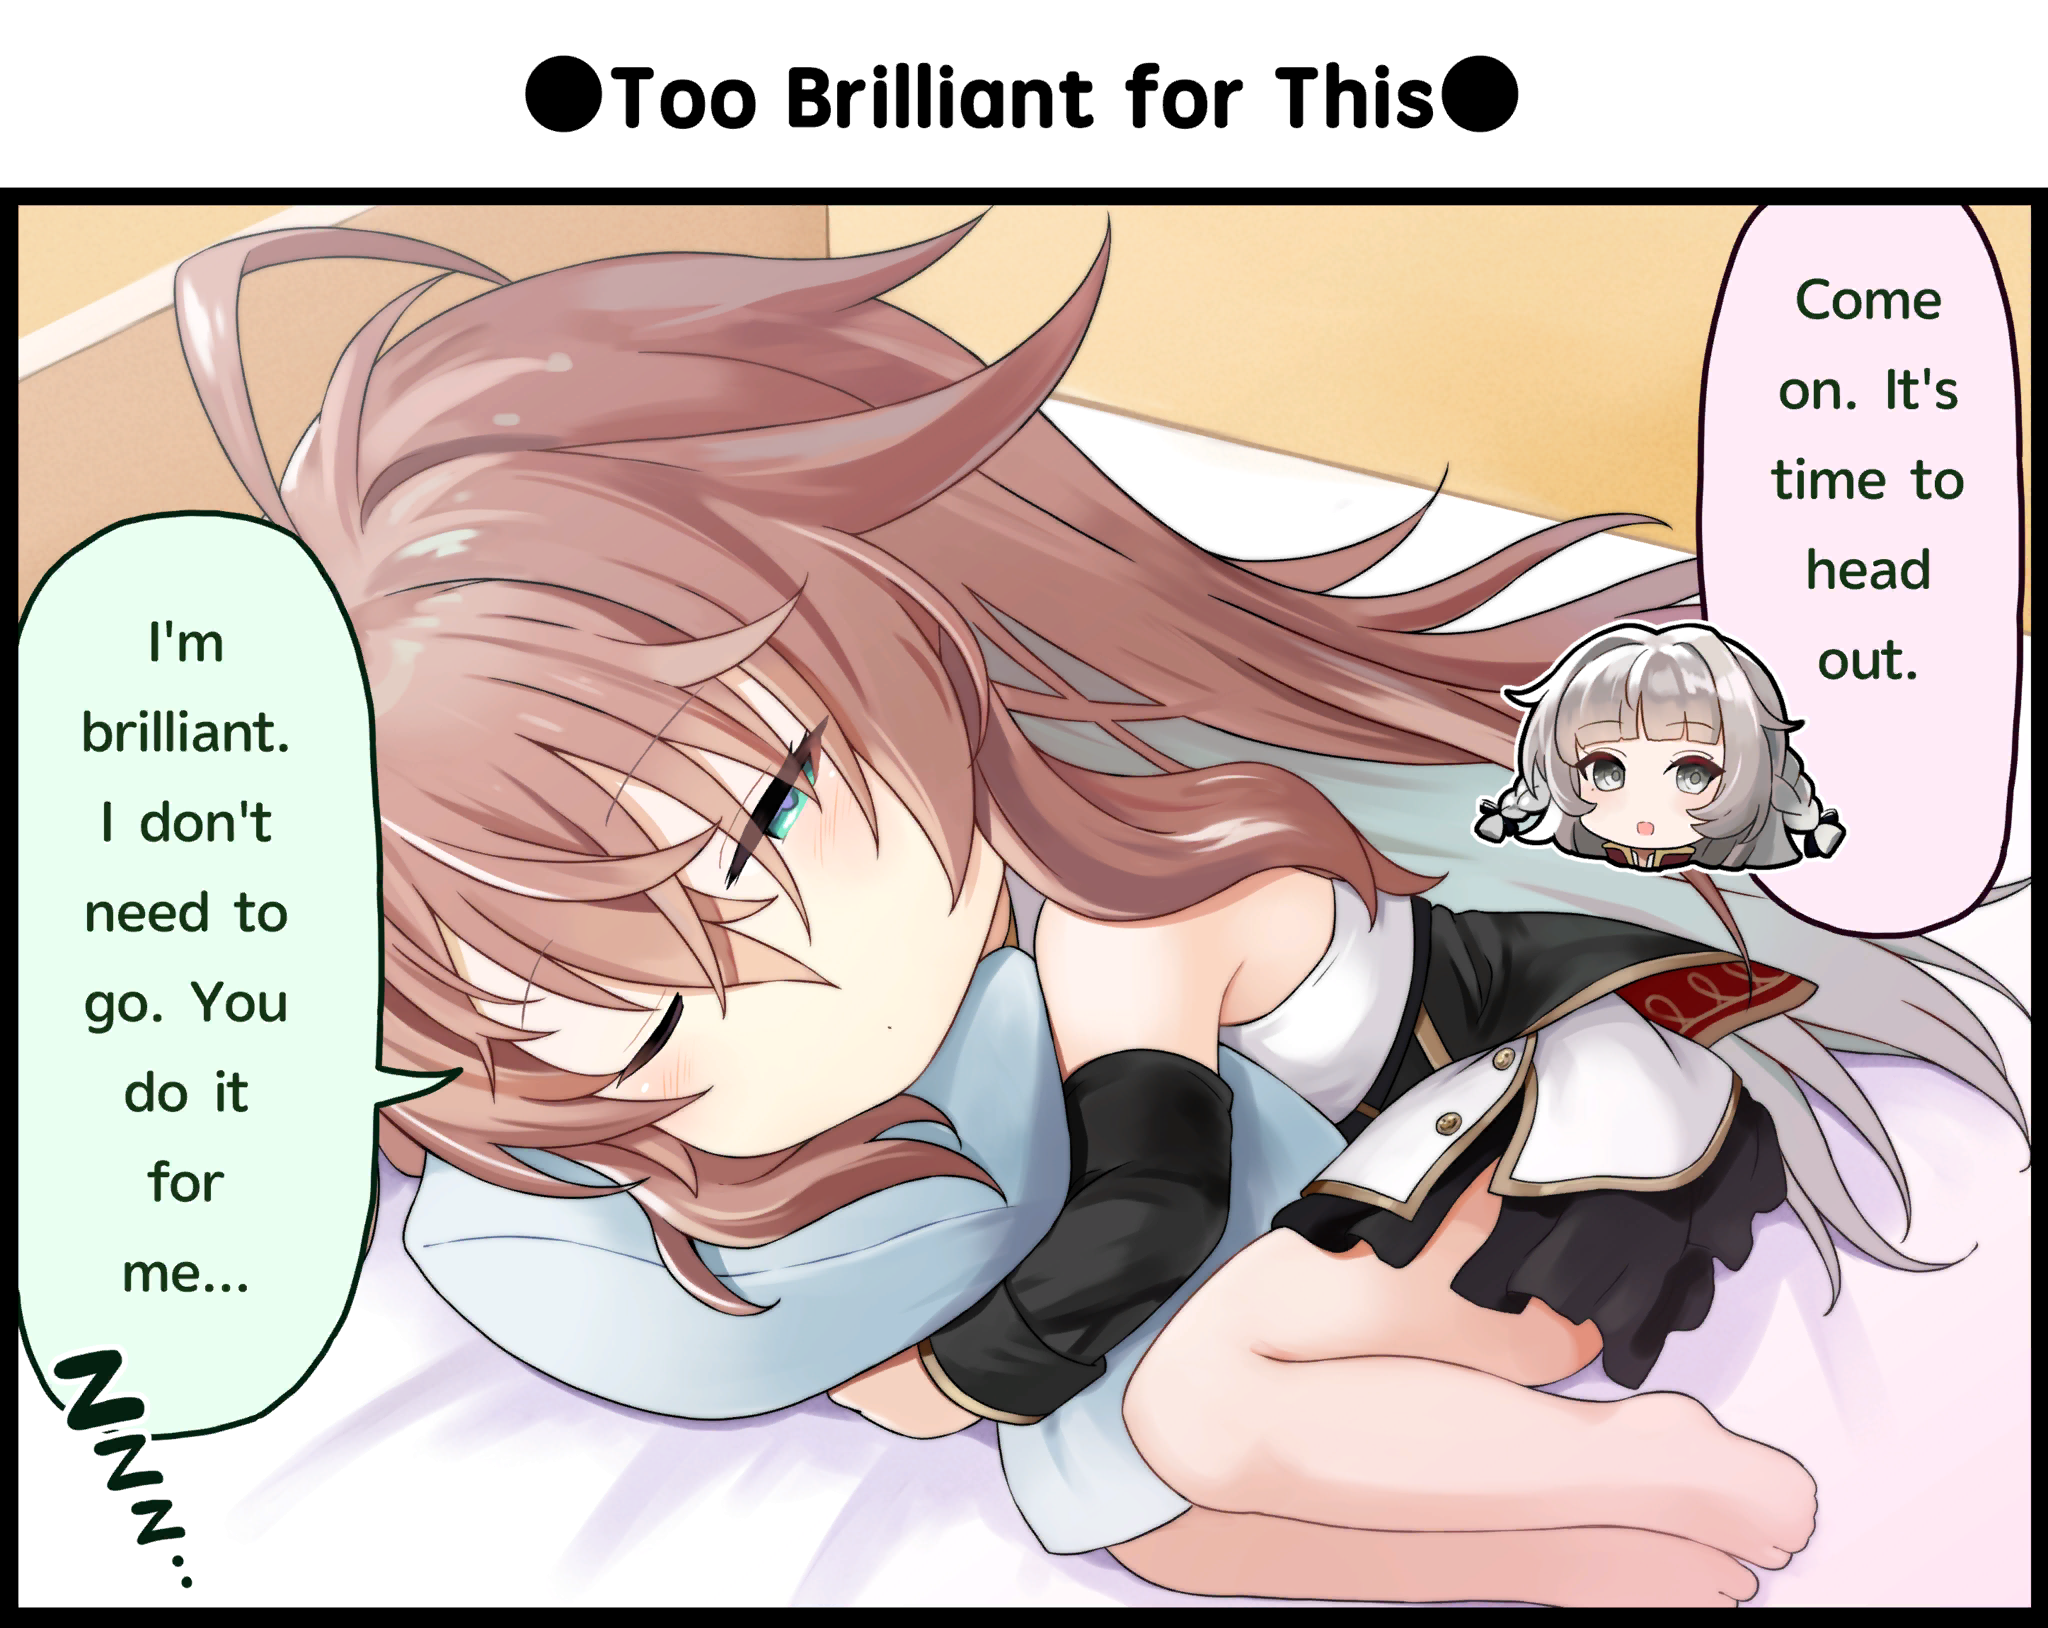 ●Too Brilliant for This●
Come
on. It's
time to
head
out.
I'm
brilliant.
I don't
need to
go. You
do it
for
me...
ZZZZ..